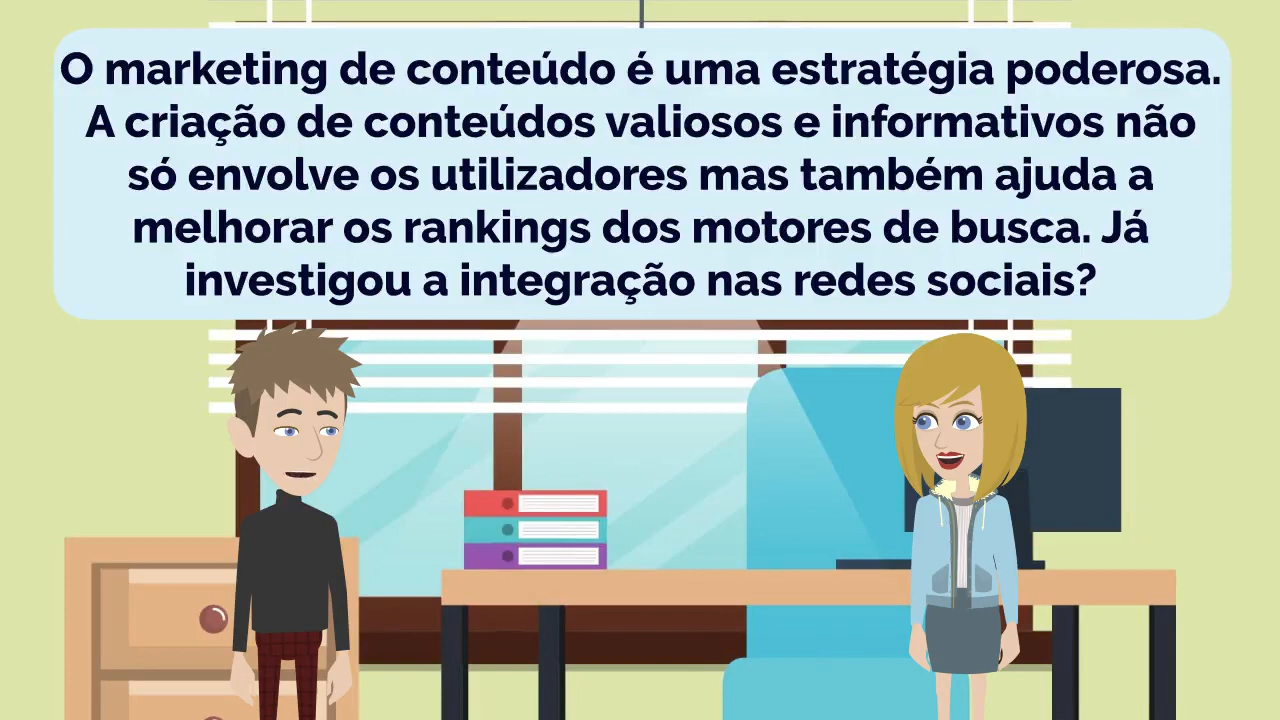 O marketing de conteúdo é uma estratégia poderosa.
A criação de conteúdos valiosos e informativos não
só envolve os utilizadores mas também ajuda a
melhorar os rankings dos motores de busca. Já
investigou a integração nas redes sociais?